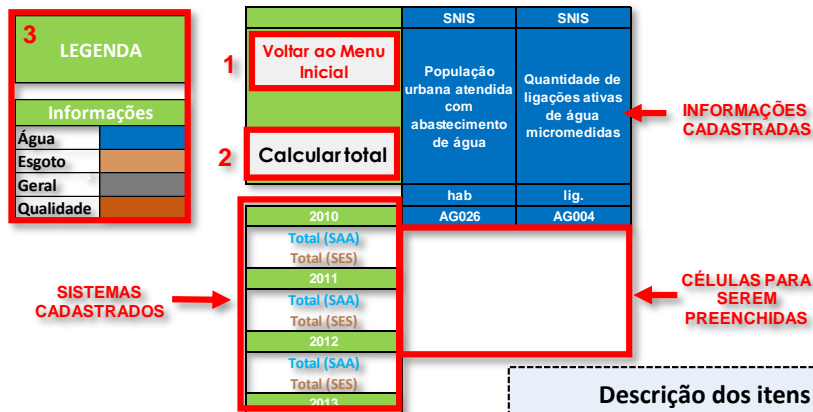 3
LEGENDA
Informações
Água
Esgoto
Geral
Qualidade
1
Voltar ao Menu
Inicial
2
Calcular total
SNIS
População
urbana atendida
com
abastecimento
de água
hab
AG026
SNIS
Quantidade de
ligações ativas
de água
micromedidas
lig.
AG004
INFORMAÇÕES
CADASTRADAS
SISTEMAS
CADASTRADOS
2010
Total (SAA)
Total (SES)
2011
Total (SAA)
Total (SES)
2012
Total (SAA)
Total (SES)
2013
CÉLULAS PARA
SEREM
PREENCHIDAS
Descrição dos itens